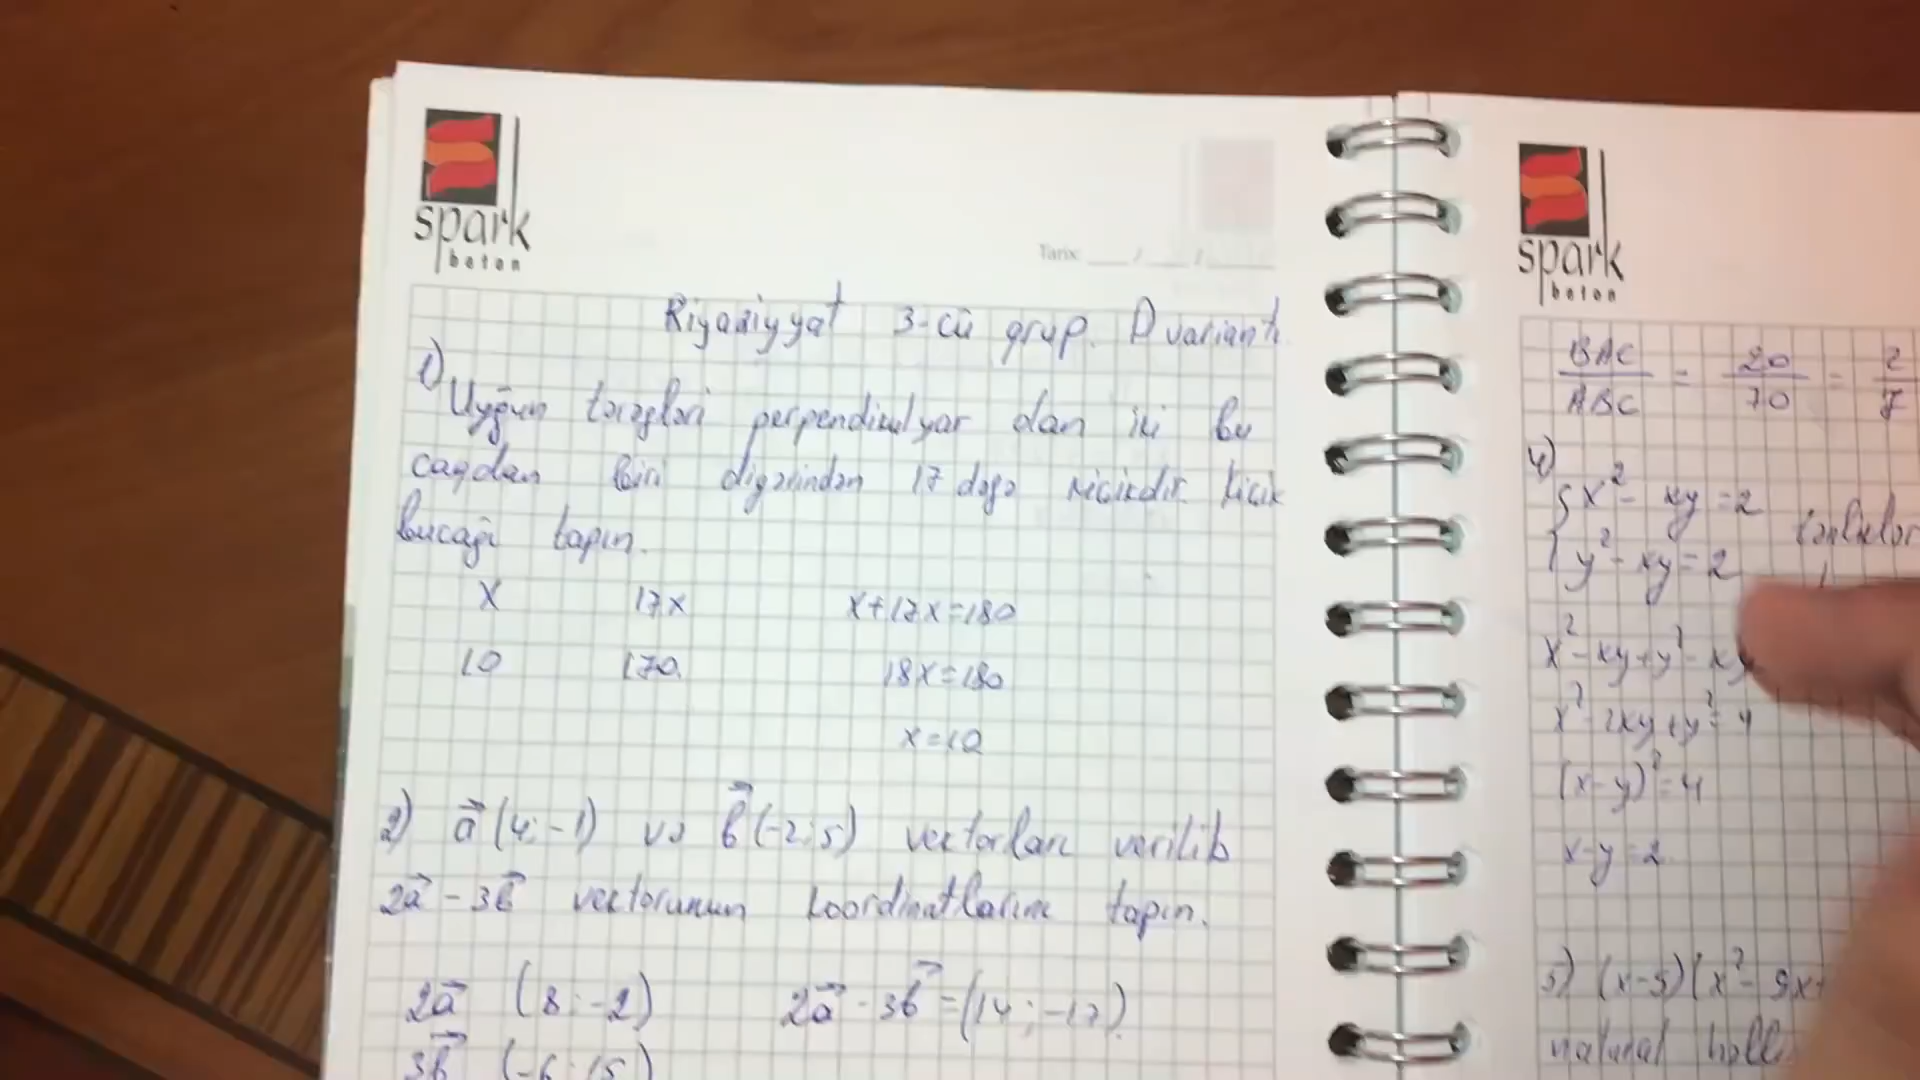 spark
beton
Tarix: ___ / ___ / ___
Riyaziyyat 3-cü grup. D variantı.
1)
Uyğun tərəfləri perpendikulyar olan iki bu
caqdan biri digərindən 17 dəfə kiçikdir. Kiçik
bucağı tapın.
x 17x x+17x=180
10 170 18x=180
x=10
2) a⃗ (4;-1) və b⃗ (-2;5) vektorları verilib
2a⃗ - 3b⃗ vektorunun koordinatlarını tapın.
2a⃗ (8;-2) 2a⃗ - 3b⃗ = (14;-17)
3b⃗ (-6;15)
spark
beton
BAC/ABC = 20/70 = 2/7
4)
{ x² - xy = 2
{ y² - xy = 2
x² - xy + y² - xy
x² - 2xy + y² = 4
(x-y)² = 4
x-y=2
5) (x-5)(x² - 9x+
natural